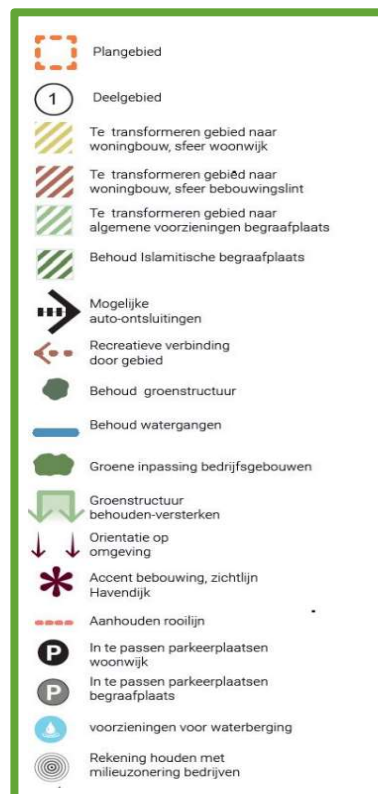 Plangebied
1
Deelgebied
Te transformeren gebied naar
woningbouw, sfeer woonwijk
Te transformeren gebied naar
woningbouw, sfeer bebouwingslint
Te transformeren gebied naar
algemene voorzieningen begraafplaats
Behoud Islamitische begraafplaats
Mogelijke
auto-ontsluitingen
Recreatieve verbinding
door gebied
Behoud groenstructuur
Behoud watergangen
Groene inpassing bedrijfsgebouwen
Groenstructuur
behouden-versterken
Orientatie op
omgeving
Accent bebouwing, zichtlijn
Havendijk
Aanhouden rooilijn
P
In te passen parkeerplaatsen
woonwijk
P
In te passen parkeerplaatsen
begraafplaats
voorzieningen voor waterberging
Rekening houden met
milieuzonering bedrijven